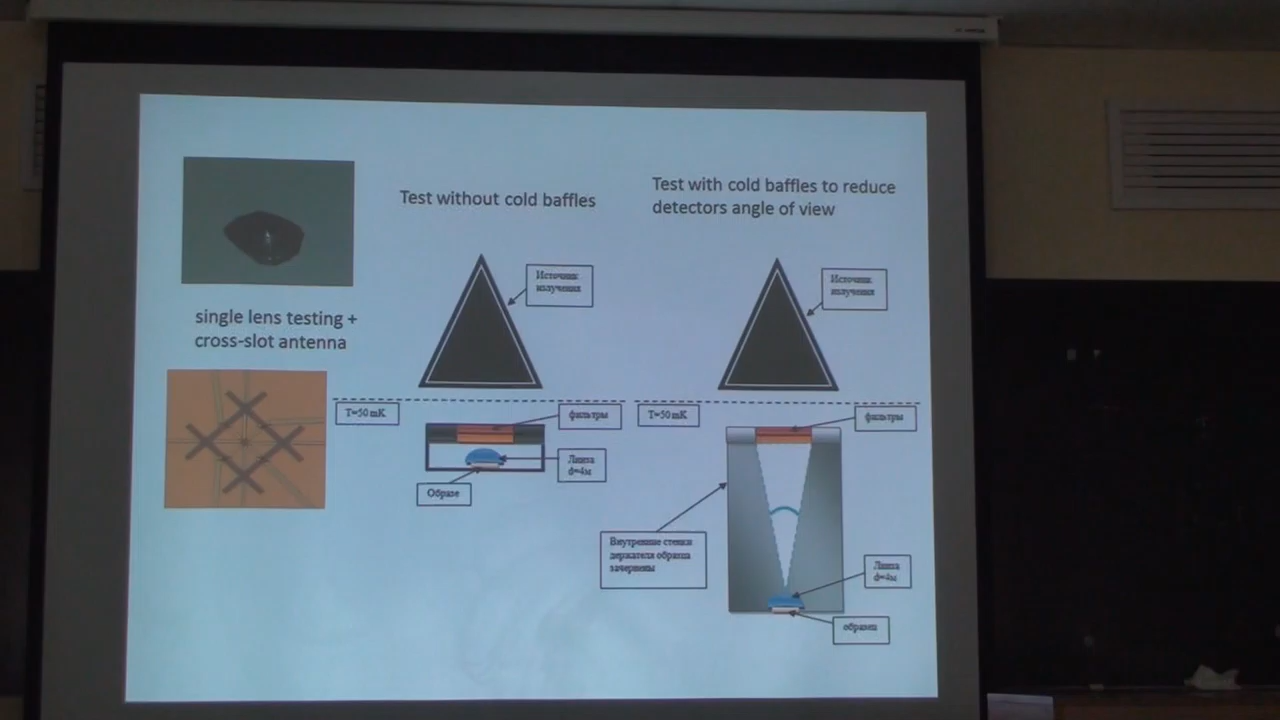 Test without cold baffles
Test with cold baffles to reduce
detectors angle of view
single lens testing +
cross-slot antenna
Источник
излучения
Источник
излучения
T=50 mK
фильтры
T=50 mK
фильтры
Линза
d=4м
Образе
Внутренние стенки
держателя образца
зачернены
Линза
d=4м
образец